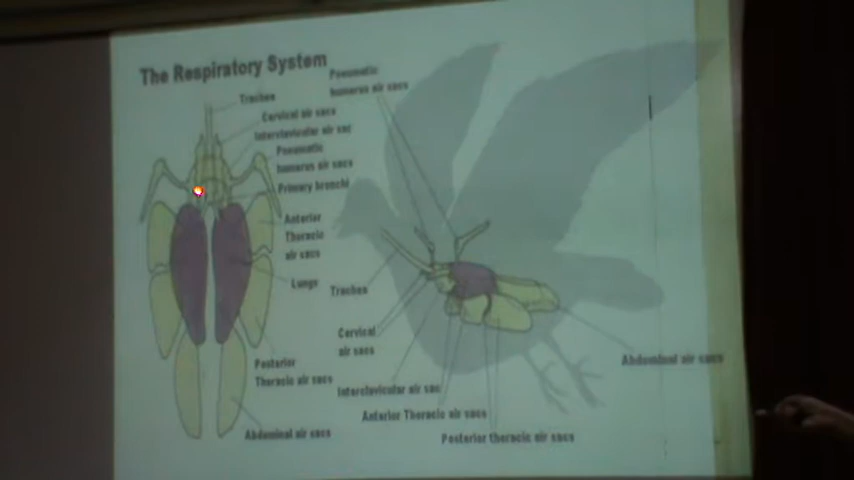 The Respiratory System
Trachea
Cervical air sacs
Interclavicular air sac
Pneumatic
humerus air sacs
Primary bronchi
Anterior
Thoracic
air sacs
Lungs
Posterior
Thoracic air sacs
Abdominal air sacs
Pneumatic
humerus air sacs
Trachea
Cervical
air sacs
Interclavicular air sac
Anterior Thoracic air sacs
Posterior thoracic air sacs
Abdominal air sacs